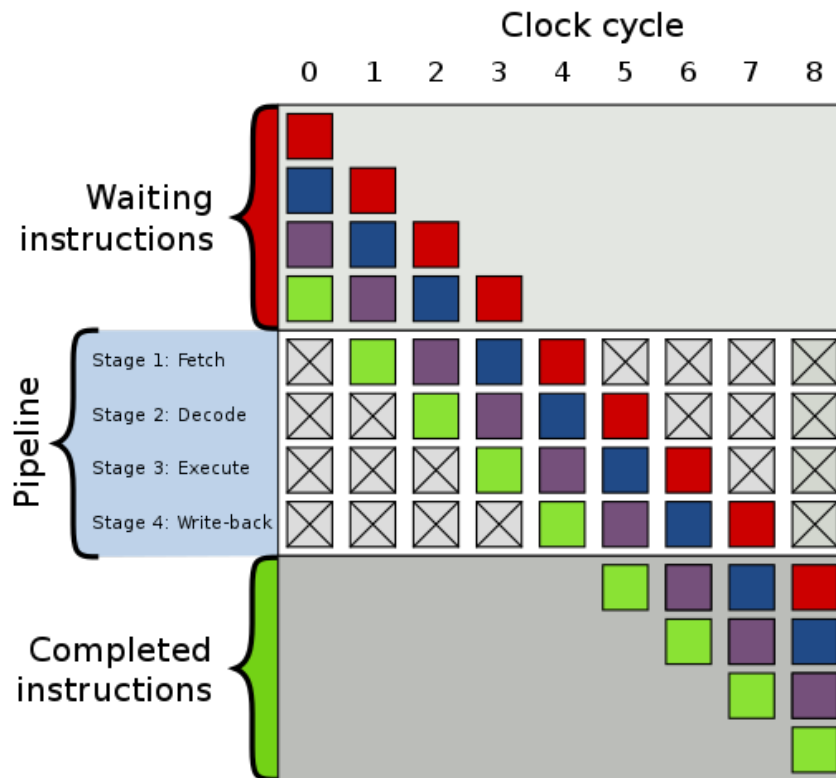 Clock cycle
0 1 2 3 4 5 6 7 8
Waiting
instructions
Pipeline
Stage 1: Fetch
Stage 2: Decode
Stage 3: Execute
Stage 4: Write-back
Completed
instructions